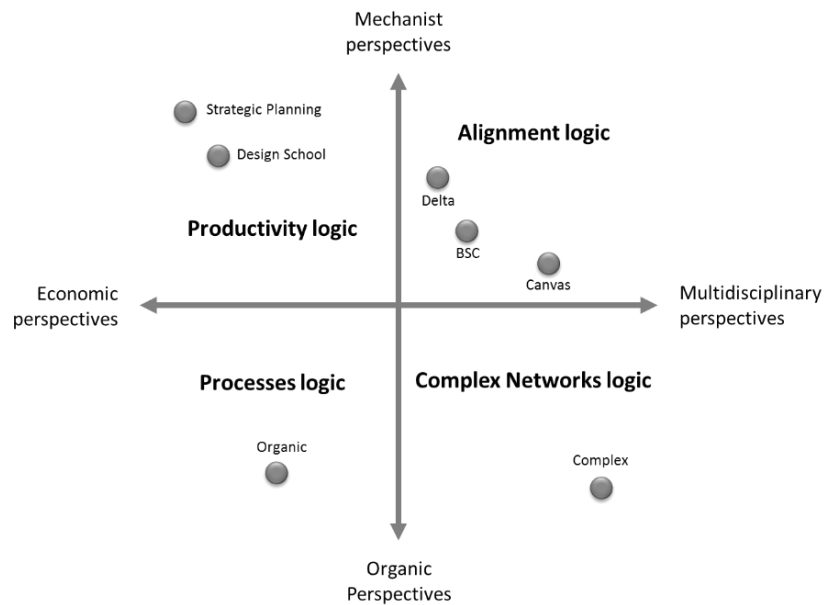 Mechanist
perspectives
Strategic Planning
Alignment logic
Design School
Delta
Productivity logic
BSC
Canvas
Economic
perspectives
Multidisciplinary
perspectives
Processes logic
Complex Networks logic
Organic
Complex
Organic
Perspectives